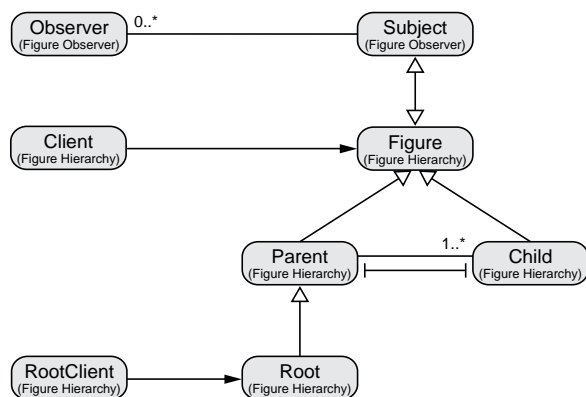 Observer
(Figure Observer)
0..*
Subject
(Figure Observer)
Client
(Figure Hierarchy)
Figure
(Figure Hierarchy)
Parent
(Figure Hierarchy)
1..*
Child
(Figure Hierarchy)
RootClient
(Figure Hierarchy)
Root
(Figure Hierarchy)